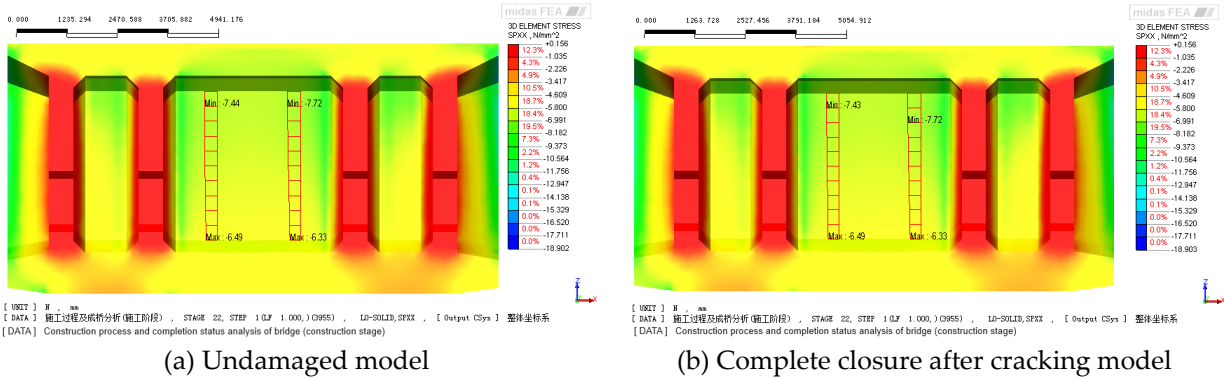 midas FEA
0.000 1235.294 2470.588 3705.882 4941.176
3D ELEMENT STRESS
SPXX , N/mm^2
+0.156
12.3%
-1.035
4.3%
-2.226
4.9%
-3.417
10.5%
-4.609
18.7%
-5.800
18.4%
-6.991
19.5%
-8.182
7.3%
-9.373
2.2%
-10.564
1.2%
-11.756
0.4%
-12.947
0.1%
-14.138
0.1%
-15.329
0.0%
-16.520
0.0%
-17.711
0.0%
-18.902
Min : -7.44 Min : -7.72
Max : -6.49 Max : -6.33
Z
X
[ UNIT ] N , mm
[ DATA ] 施工过程及成桥分析(施工阶段) , STAGE 22, STEP 1(LF 1.000,)(3955) , LO-SOLID,SPXX , [ Output CSys ] 整体坐标系
[ DATA ] Construction process and completion status analysis of bridge (construction stage)
(a) Undamaged model
midas FEA
0.000 1263.728 2527.456 3791.184 5054.912
3D ELEMENT STRESS
SPXX , N/mm^2
+0.156
12.3%
-1.035
4.3%
-2.226
4.9%
-3.417
10.5%
-4.609
18.7%
-5.800
18.4%
-6.991
19.5%
-8.182
7.3%
-9.373
2.2%
-10.564
1.2%
-11.756
0.4%
-12.947
0.1%
-14.138
0.1%
-15.329
0.0%
-16.520
0.0%
-17.711
0.0%
-18.903
Min : -7.43
Min : -7.72
Max : -6.49 Max : -6.33
Z
X
[ UNIT ] N , mm
[ DATA ] 施工过程及成桥分析(施工阶段) , STAGE 22, STEP 1(LF 1.000,)(3955) , LO-SOLID,SPXX , [ Output CSys ] 整体坐标系
[ DATA ] Construction process and completion status analysis of bridge (construction stage)
(b) Complete closure after cracking model